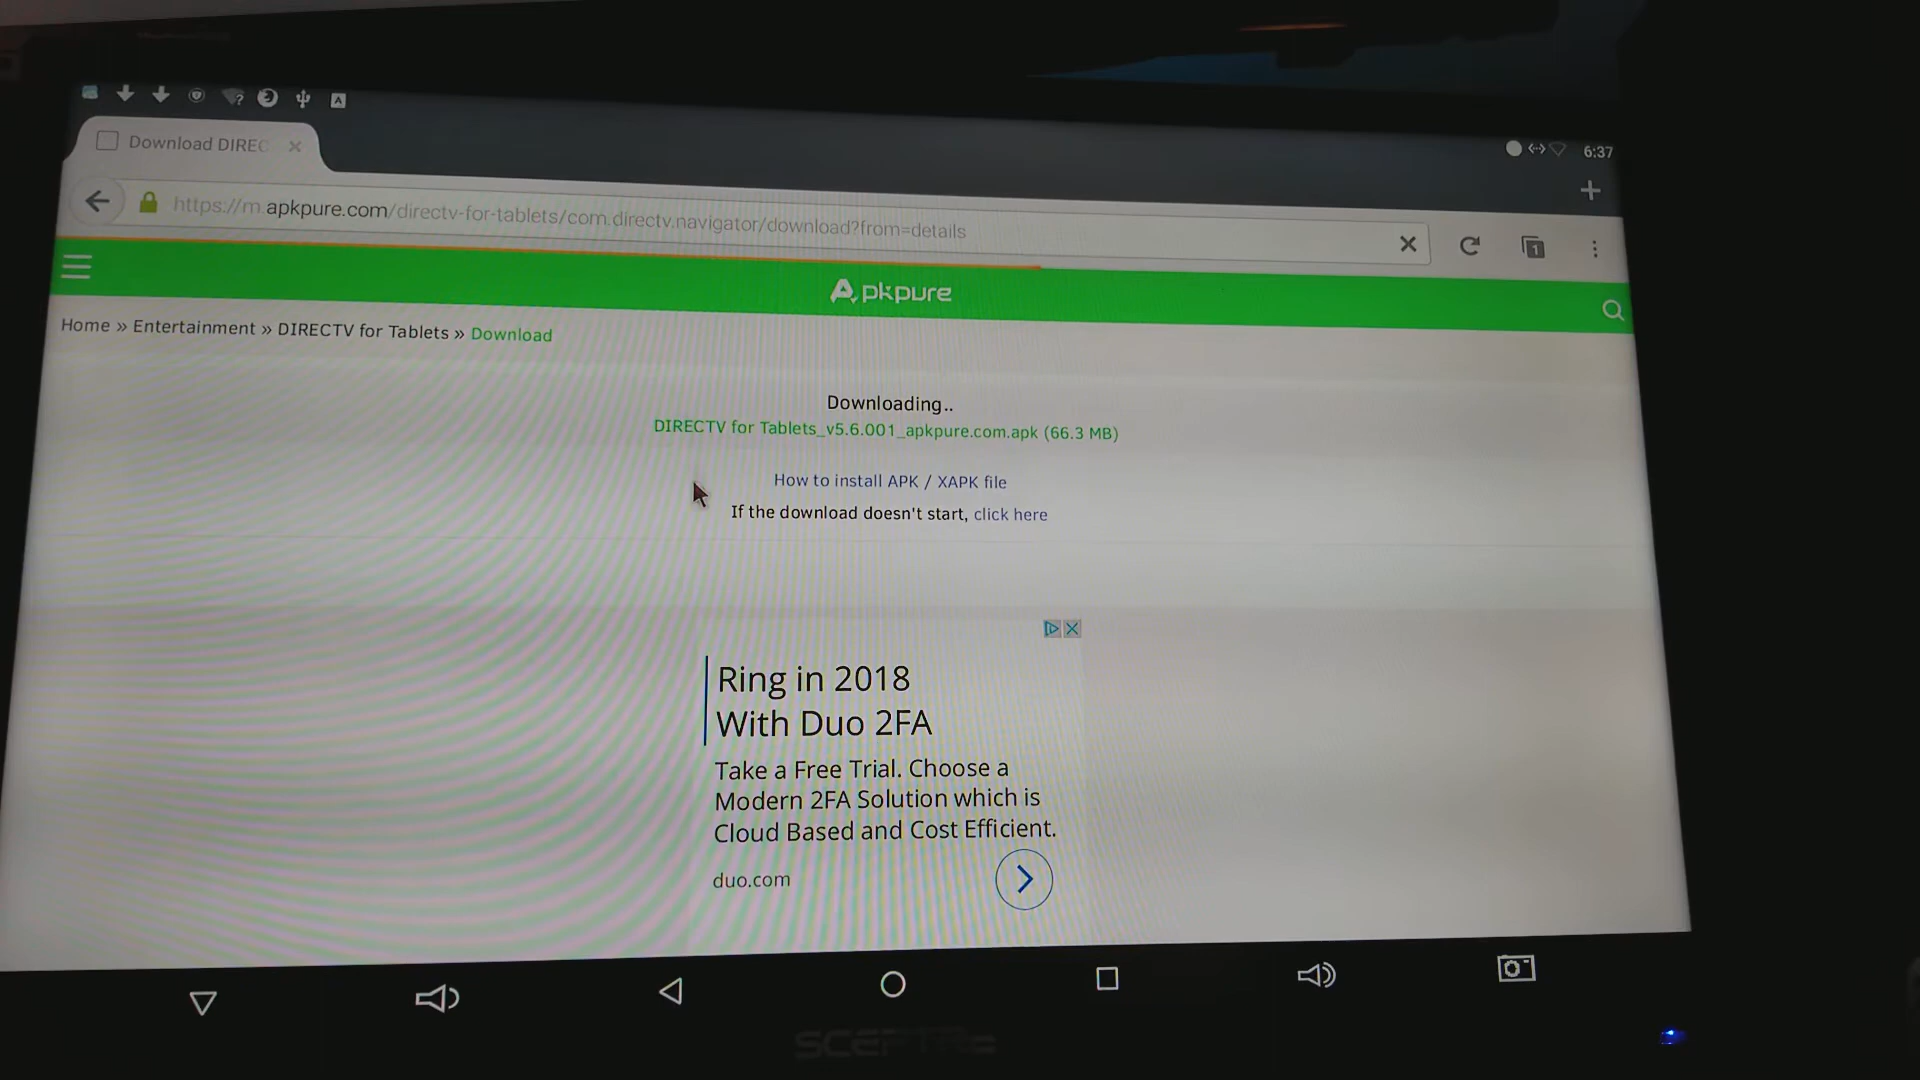 6:37
Download DIREC
https://m.apkpure.com/directv-for-tablets/com.directv.navigator/download?from=details
1
Apkpure
Home » Entertainment » DIRECTV for Tablets » Download
Downloading..
DIRECTV for Tablets_v5.6.001_apkpure.com.apk (66.3 MB)
How to install APK / XAPK file
If the download doesn't start, click here
Ring in 2018
With Duo 2FA
Take a Free Trial. Choose a
Modern 2FA Solution which is
Cloud Based and Cost Efficient.
duo.com
SCEPTRE